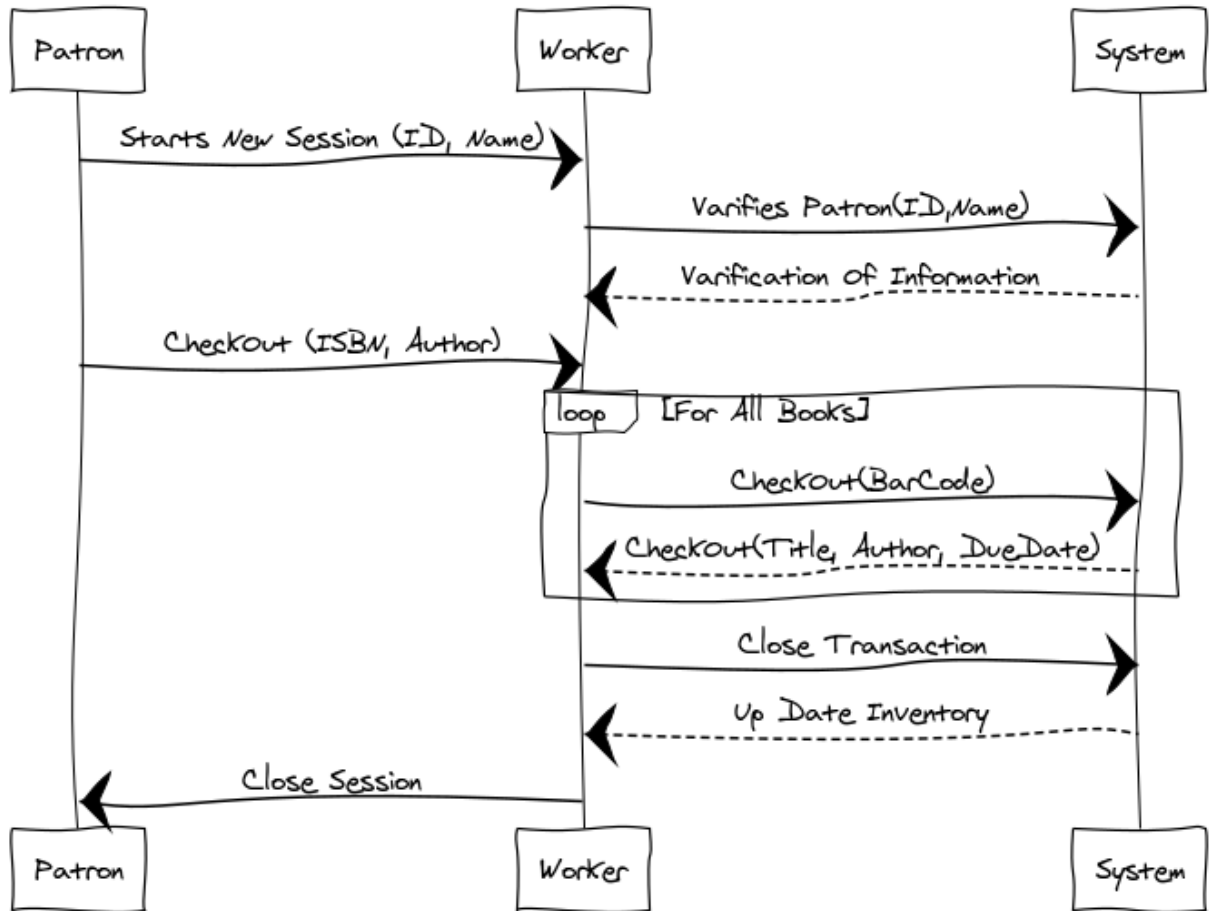 Patron
Worker
System
Starts New Session (ID, Name)
Varifies Patron(ID,Name)
Varification Of Information
CheckOut (ISBN, Author)
loop
[For All Books]
CheckOut(BarCode)
CheckOut(Title, Author, DueDate)
Close Transaction
Up Date Inventory
Close Session
Patron
Worker
System